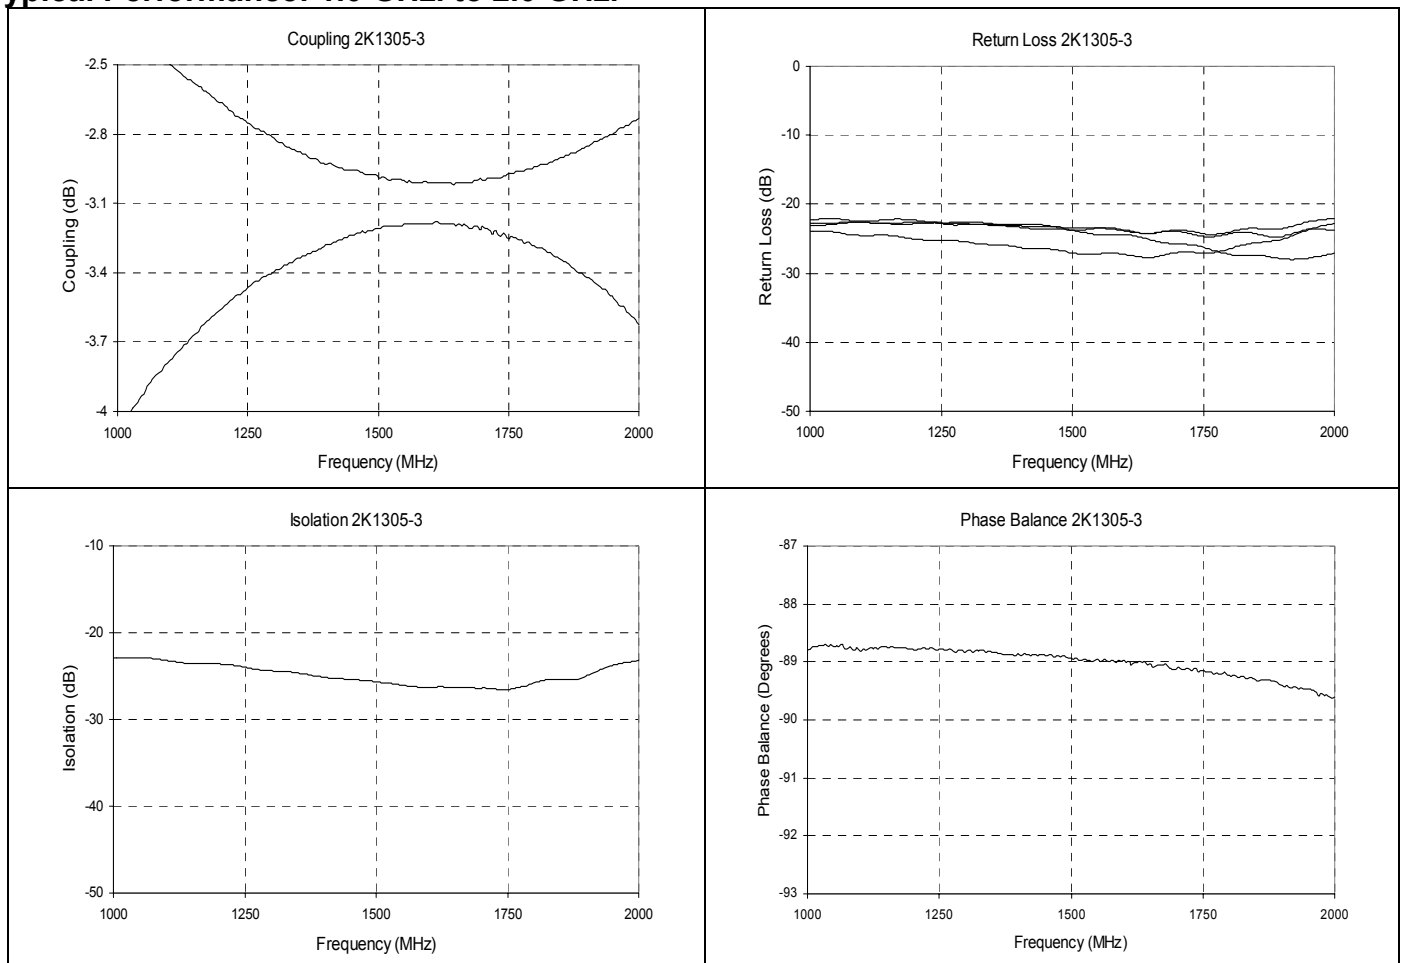 Coupling 2K1305-3
-2.5
-2.8
-3.1
-3.4
-3.7
-4
Coupling (dB)
1000 1250 1500 1750 2000
Frequency (MHz)
Return Loss 2K1305-3
0
-10
-20
-30
-40
-50
Return Loss (dB)
1000 1250 1500 1750 2000
Frequency (MHz)
Isolation 2K1305-3
-10
-20
-30
-40
-50
Isolation (dB)
1000 1250 1500 1750 2000
Frequency (MHz)
Phase Balance 2K1305-3
-87
-88
-89
-90
-91
-92
-93
Phase Balance (Degrees)
1000 1250 1500 1750 2000
Frequency (MHz)